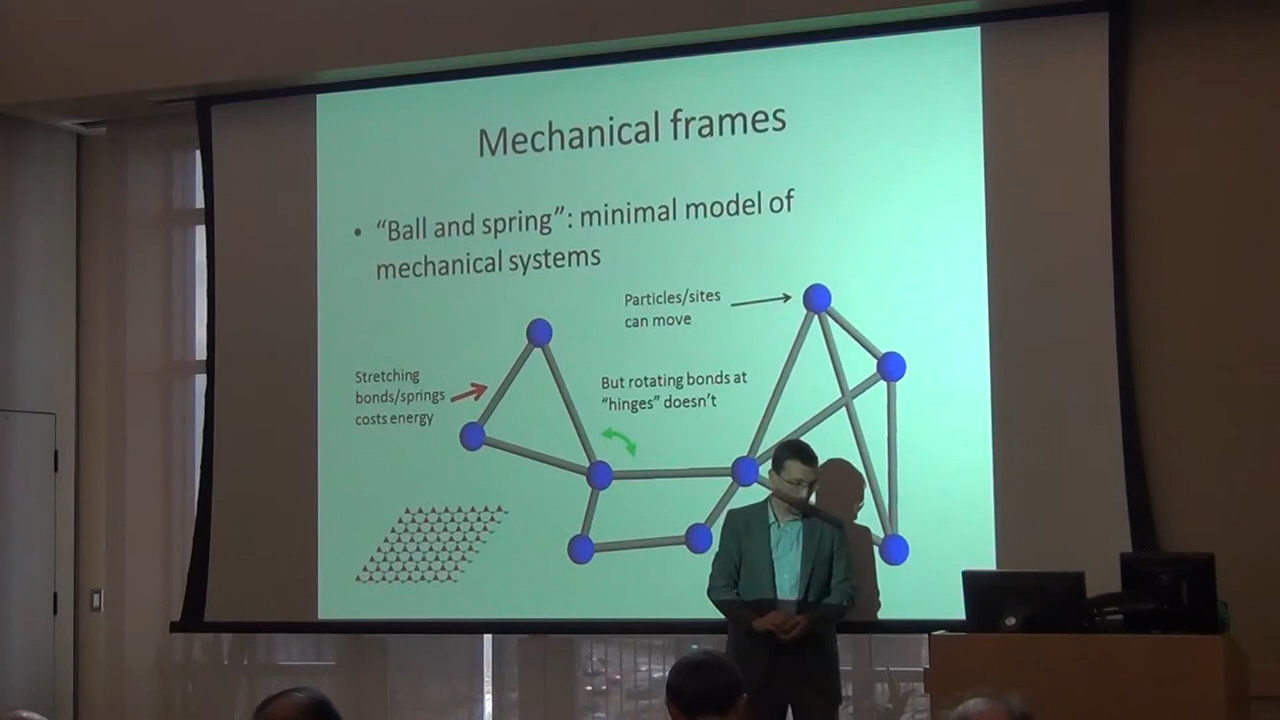 Mechanical frames
• “Ball and spring”: minimal model of
mechanical systems
Particles/sites
can move
Stretching
bonds/springs
costs energy
But rotating bonds at
“hinges” doesn’t